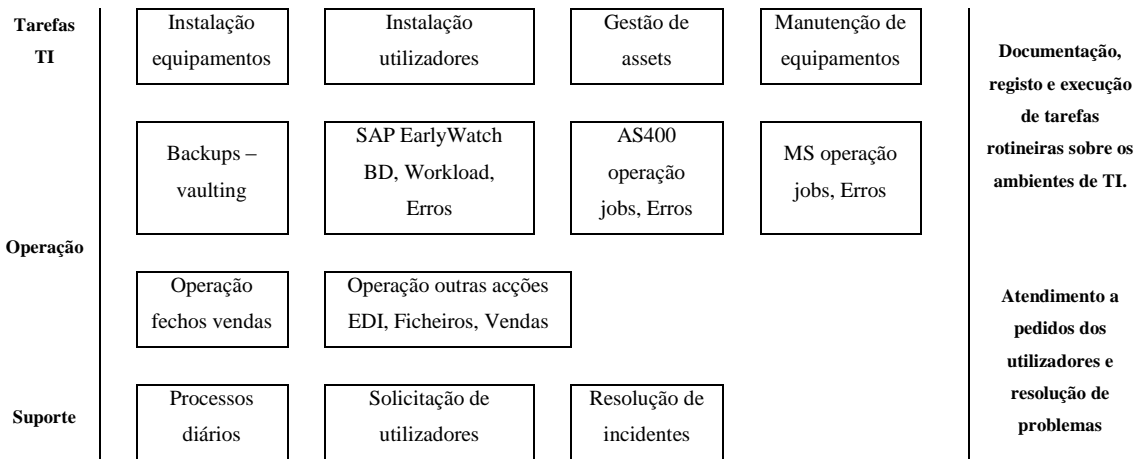 Tarefas
TI
Instalação
equipamentos
Instalação
utilizadores
Gestão de
assets
Manutenção de
equipamentos
Documentação,
registo e execução
de tarefas
rotineiras sobre os
ambientes de TI.
Operação
Backups –
vaulting
SAP EarlyWatch
BD, Workload,
Erros
AS400
operação
jobs, Erros
MS operação
jobs, Erros
Operação
fechos vendas
Operação outras acções
EDI, Ficheiros, Vendas
Atendimento a
pedidos dos
utilizadores e
resolução de
problemas
Suporte
Processos
diários
Solicitação de
utilizadores
Resolução de
incidentes